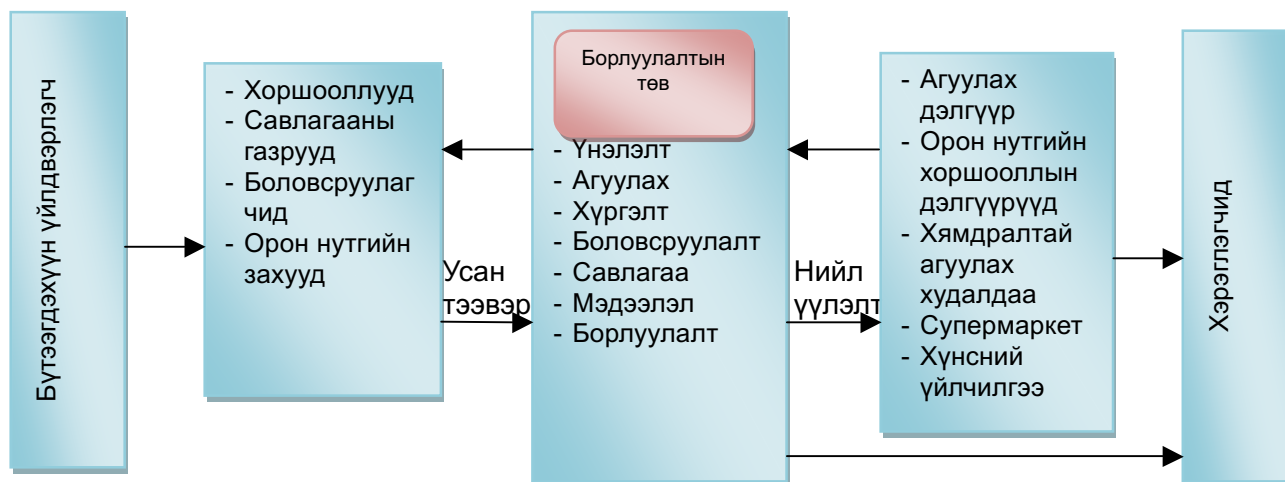 Бүтээгдэхүүн үйлдвэрлэгч
- Хоршооллууд
- Савлагааны
газрууд
- Боловсруулаг
чид
- Орон нутгийн
захууд
Усан
тээвэр
Борлуулалтын
төв
- Үнэлэлт
- Агуулах
- Хүргэлт
- Боловсруулалт
- Савлагаа
- Мэдээлэл
- Борлуулалт
Нийл
үүлэлт
- Агуулах
дэлгүүр
- Орон нутгийн
хоршооллын
дэлгүүрүүд
- Хямдралтай
агуулах
худалдаа
- Супермаркет
- Хүнсний
үйлчилгээ
Хэрэглэгчид